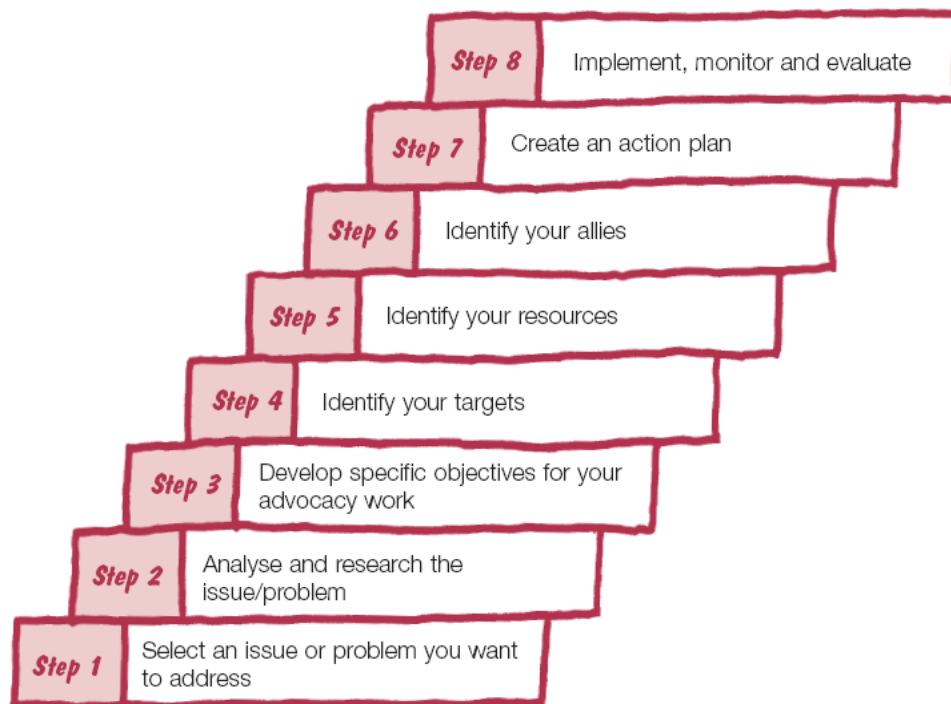 Step 8
Implement, monitor and evaluate
Step 7
Create an action plan
Step 6
Identify your allies
Step 5
Identify your resources
Step 4
Identify your targets
Step 3
Develop specific objectives for your
advocacy work
Step 2
Analyse and research the
issue/problem
Step 1
Select an issue or problem you want
to address